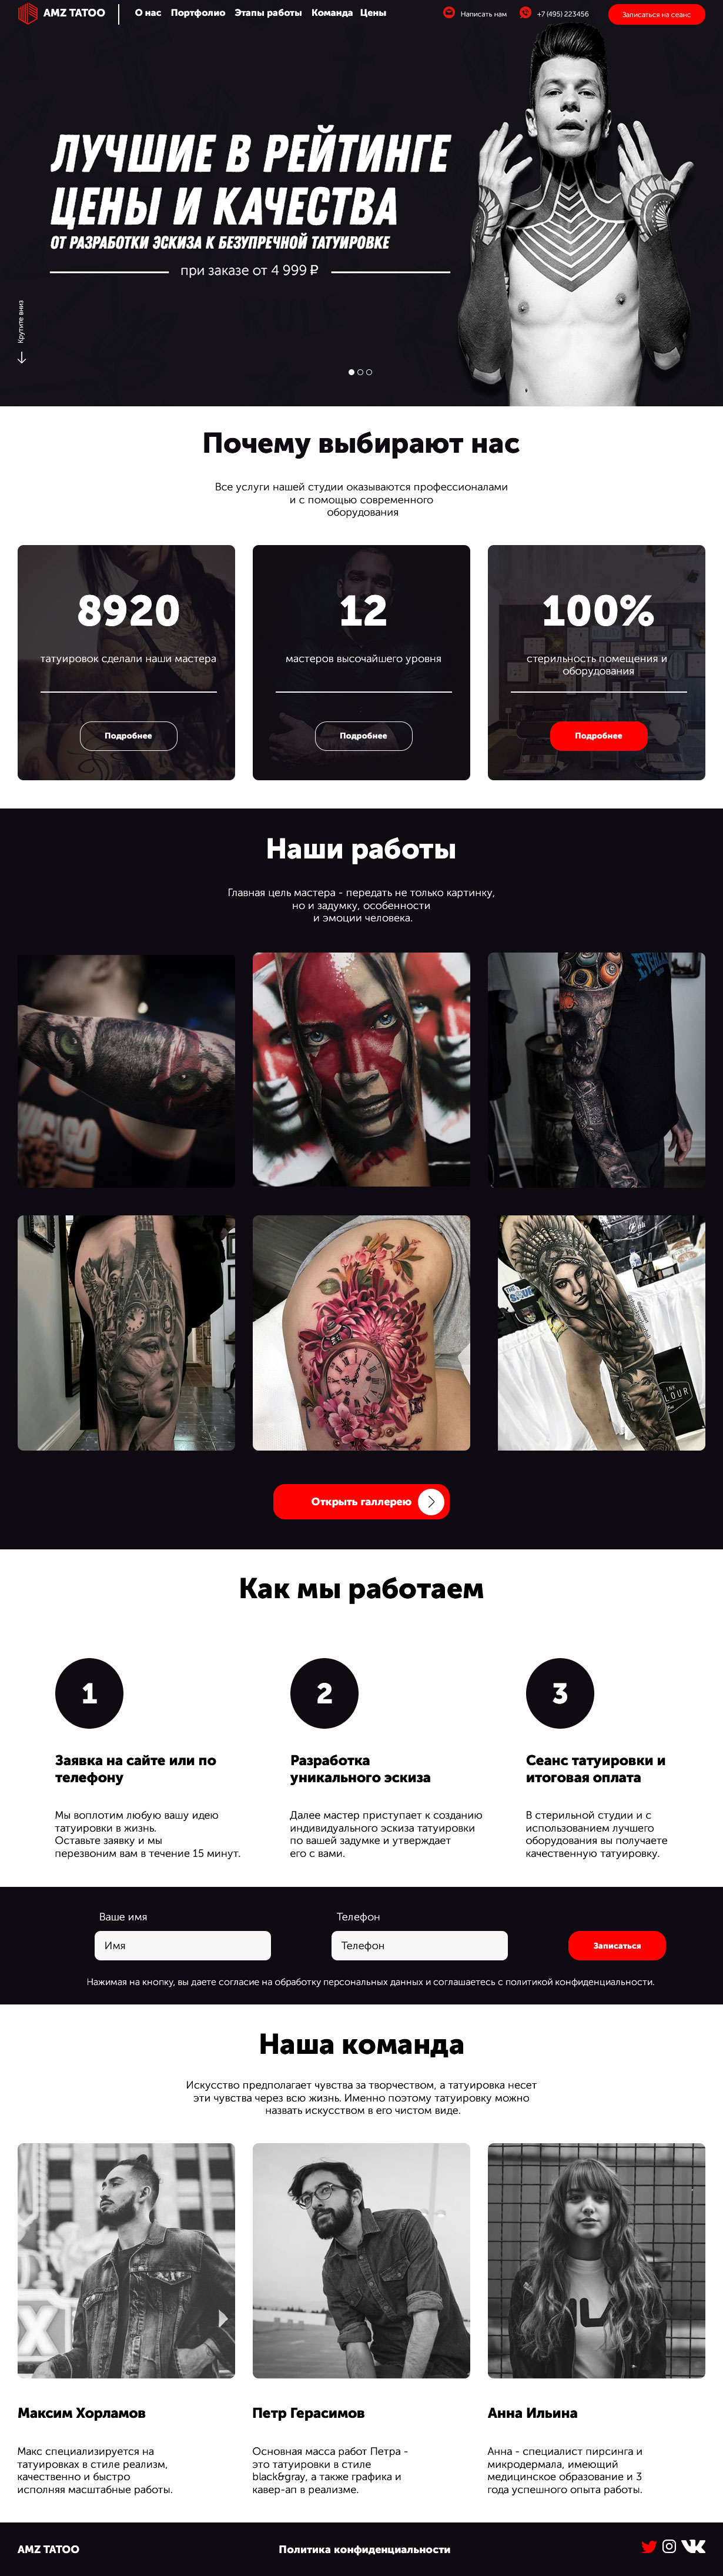 AMZ TATOO
О нас Портфолио Этапы работы Команда Цены
Написать нам
+7 (495) 223456
Записаться на сеанс
ЛУЧШИЕ В РЕЙТИНГЕ
ЦЕНЫ И КАЧЕСТВА
ОТ РАЗРАБОТКИ ЭСКИЗА К БЕЗУПРЕЧНОЙ ТАТУИРОВКЕ
при заказе от 4 999 ₽
Крутите вниз
Почему выбирают нас
Все услуги нашей студии оказываются профессионалами
и с помощью современного
оборудования
8920
татуировок сделали наши мастера
Подробнее
12
мастеров высочайшего уровня
Подробнее
100%
стерильность помещения и
оборудования
Подробнее
Наши работы
Главная цель мастера - передать не только картинку,
но и задумку, особенности
и эмоции человека.
Открыть галлерею
Как мы работаем
1
Заявка на сайте или по
телефону
Мы воплотим любую вашу идею
татуировки в жизнь.
Оставьте заявку и мы
перезвоним вам в течение 15 минут.
2
Разработка
уникального эскиза
Далее мастер приступает к созданию
индивидуального эскиза татуировки
по вашей задумке и утверждает
его с вами.
3
Сеанс татуировки и
итоговая оплата
В стерильной студии и с
использованием лучшего
оборудования вы получаете
качественную татуировку.
Ваше имя
Имя
Телефон
Телефон
Записаться
Нажимая на кнопку, вы даете согласие на обработку персональных данных и соглашаетесь с политикой конфиденциальности.
Наша команда
Искусство предполагает чувства за творчеством, а татуировка несет
эти чувства через всю жизнь. Именно поэтому татуировку можно
назвать искусством в его чистом виде.
Максим Хорламов
Макс специализируется на
татуировках в стиле реализм,
качественно и быстро
исполняя масштабные работы.
Петр Герасимов
Основная масса работ Петра -
это татуировки в стиле
black&gray, а также графика и
кавер-ап в реализме.
Анна Ильина
Анна - специалист пирсинга и
микродермала, имеющий
медицинское образование и 3
года успешного опыта работы.
AMZ TATOO
Политика конфиденциальности